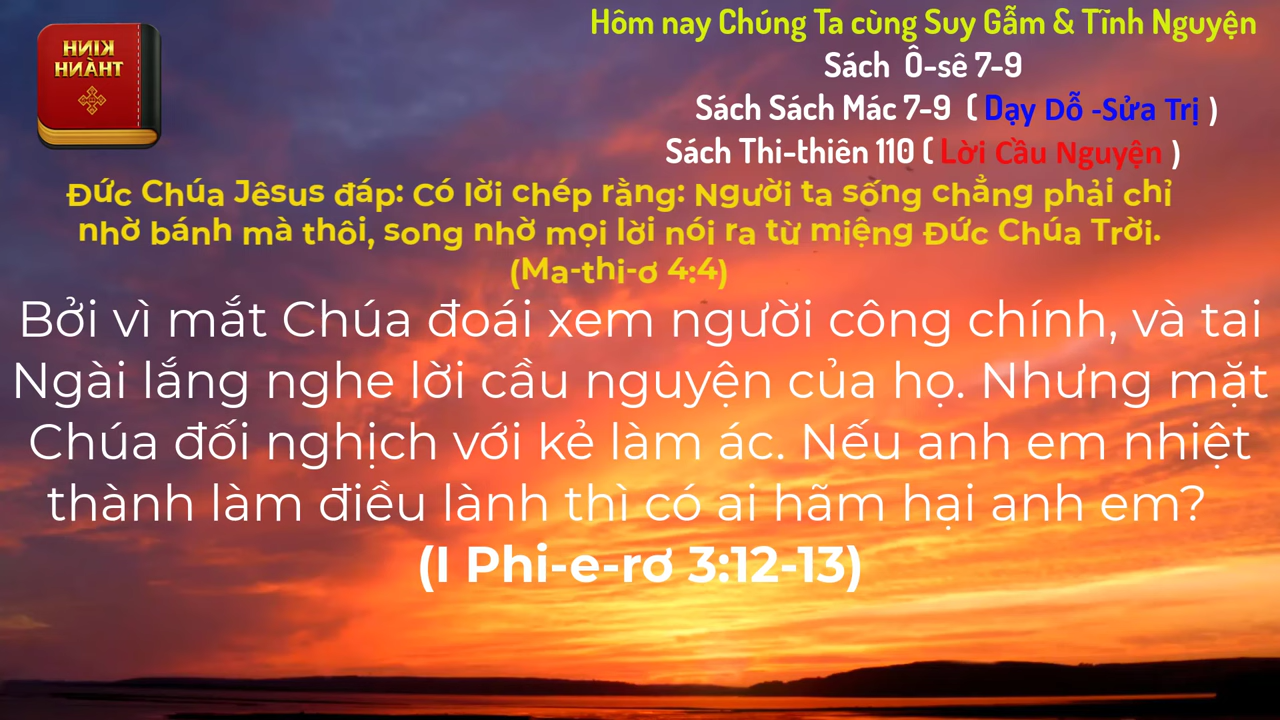 KINH
THÀNH
Hôm nay Chúng Ta cùng Suy Gẫm & Tĩnh Nguyện
Sách Ô-sê 7-9
Sách Sách Mác 7-9 ( Dạy Dỗ -Sửa Trị )
Sách Thi-thiên 110 ( Lời Cầu Nguyện )
Đức Chúa Jêsus đáp: Có lời chép rằng: Người ta sống chẳng phải chỉ
nhờ bánh mà thôi, song nhờ mọi lời nói ra từ miệng Đức Chúa Trời.
(Ma-thi-ơ 4:4)
Bởi vì mắt Chúa đoái xem người công chính, và tai
Ngài lắng nghe lời cầu nguyện của họ. Nhưng mặt
Chúa đối nghịch với kẻ làm ác. Nếu anh em nhiệt
thành làm điều lành thì có ai hãm hại anh em?
(I Phi-e-rơ 3:12-13)